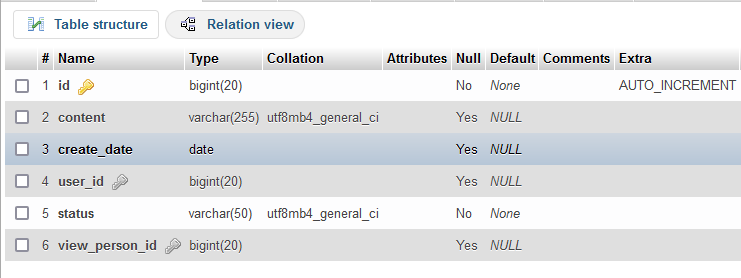 Table structure Relation view
# Name Type Collation Attributes Null Default Comments Extra
1 id bigint(20) No None AUTO_INCREMENT
2 content varchar(255) utf8mb4_general_ci Yes NULL
3 create_date date Yes NULL
4 user_id bigint(20) Yes NULL
5 status varchar(50) utf8mb4_general_ci No None
6 view_person_id bigint(20) Yes NULL